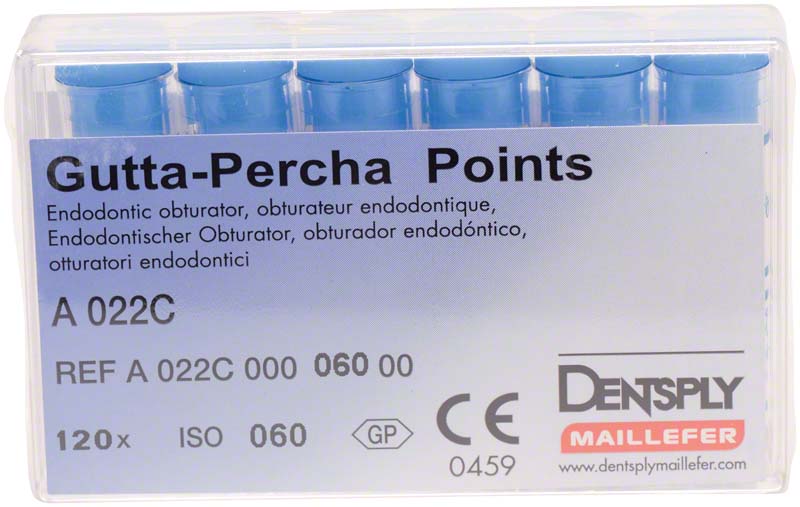 Gutta-Percha Points
Endodontic obturator, obturateur endodontique,
Endodontischer Obturator, obturador endodóntico,
otturatori endodontici
A 022C
REF A 022C 000 060 00
120x ISO 060 GP
CE
0459
DENTSPLY
MAILLEFER
www.dentsplymaillefer.com